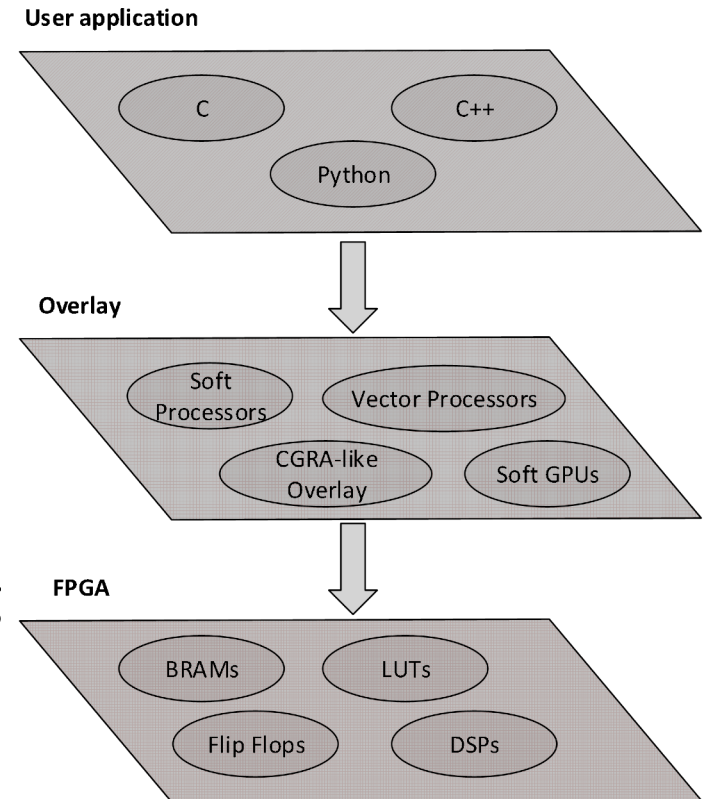 User application
C
C++
Python
Overlay
Soft
Processors
Vector Processors
CGRA-like
Overlay
Soft GPUs
FPGA
BRAMs
LUTs
Flip Flops
DSPs